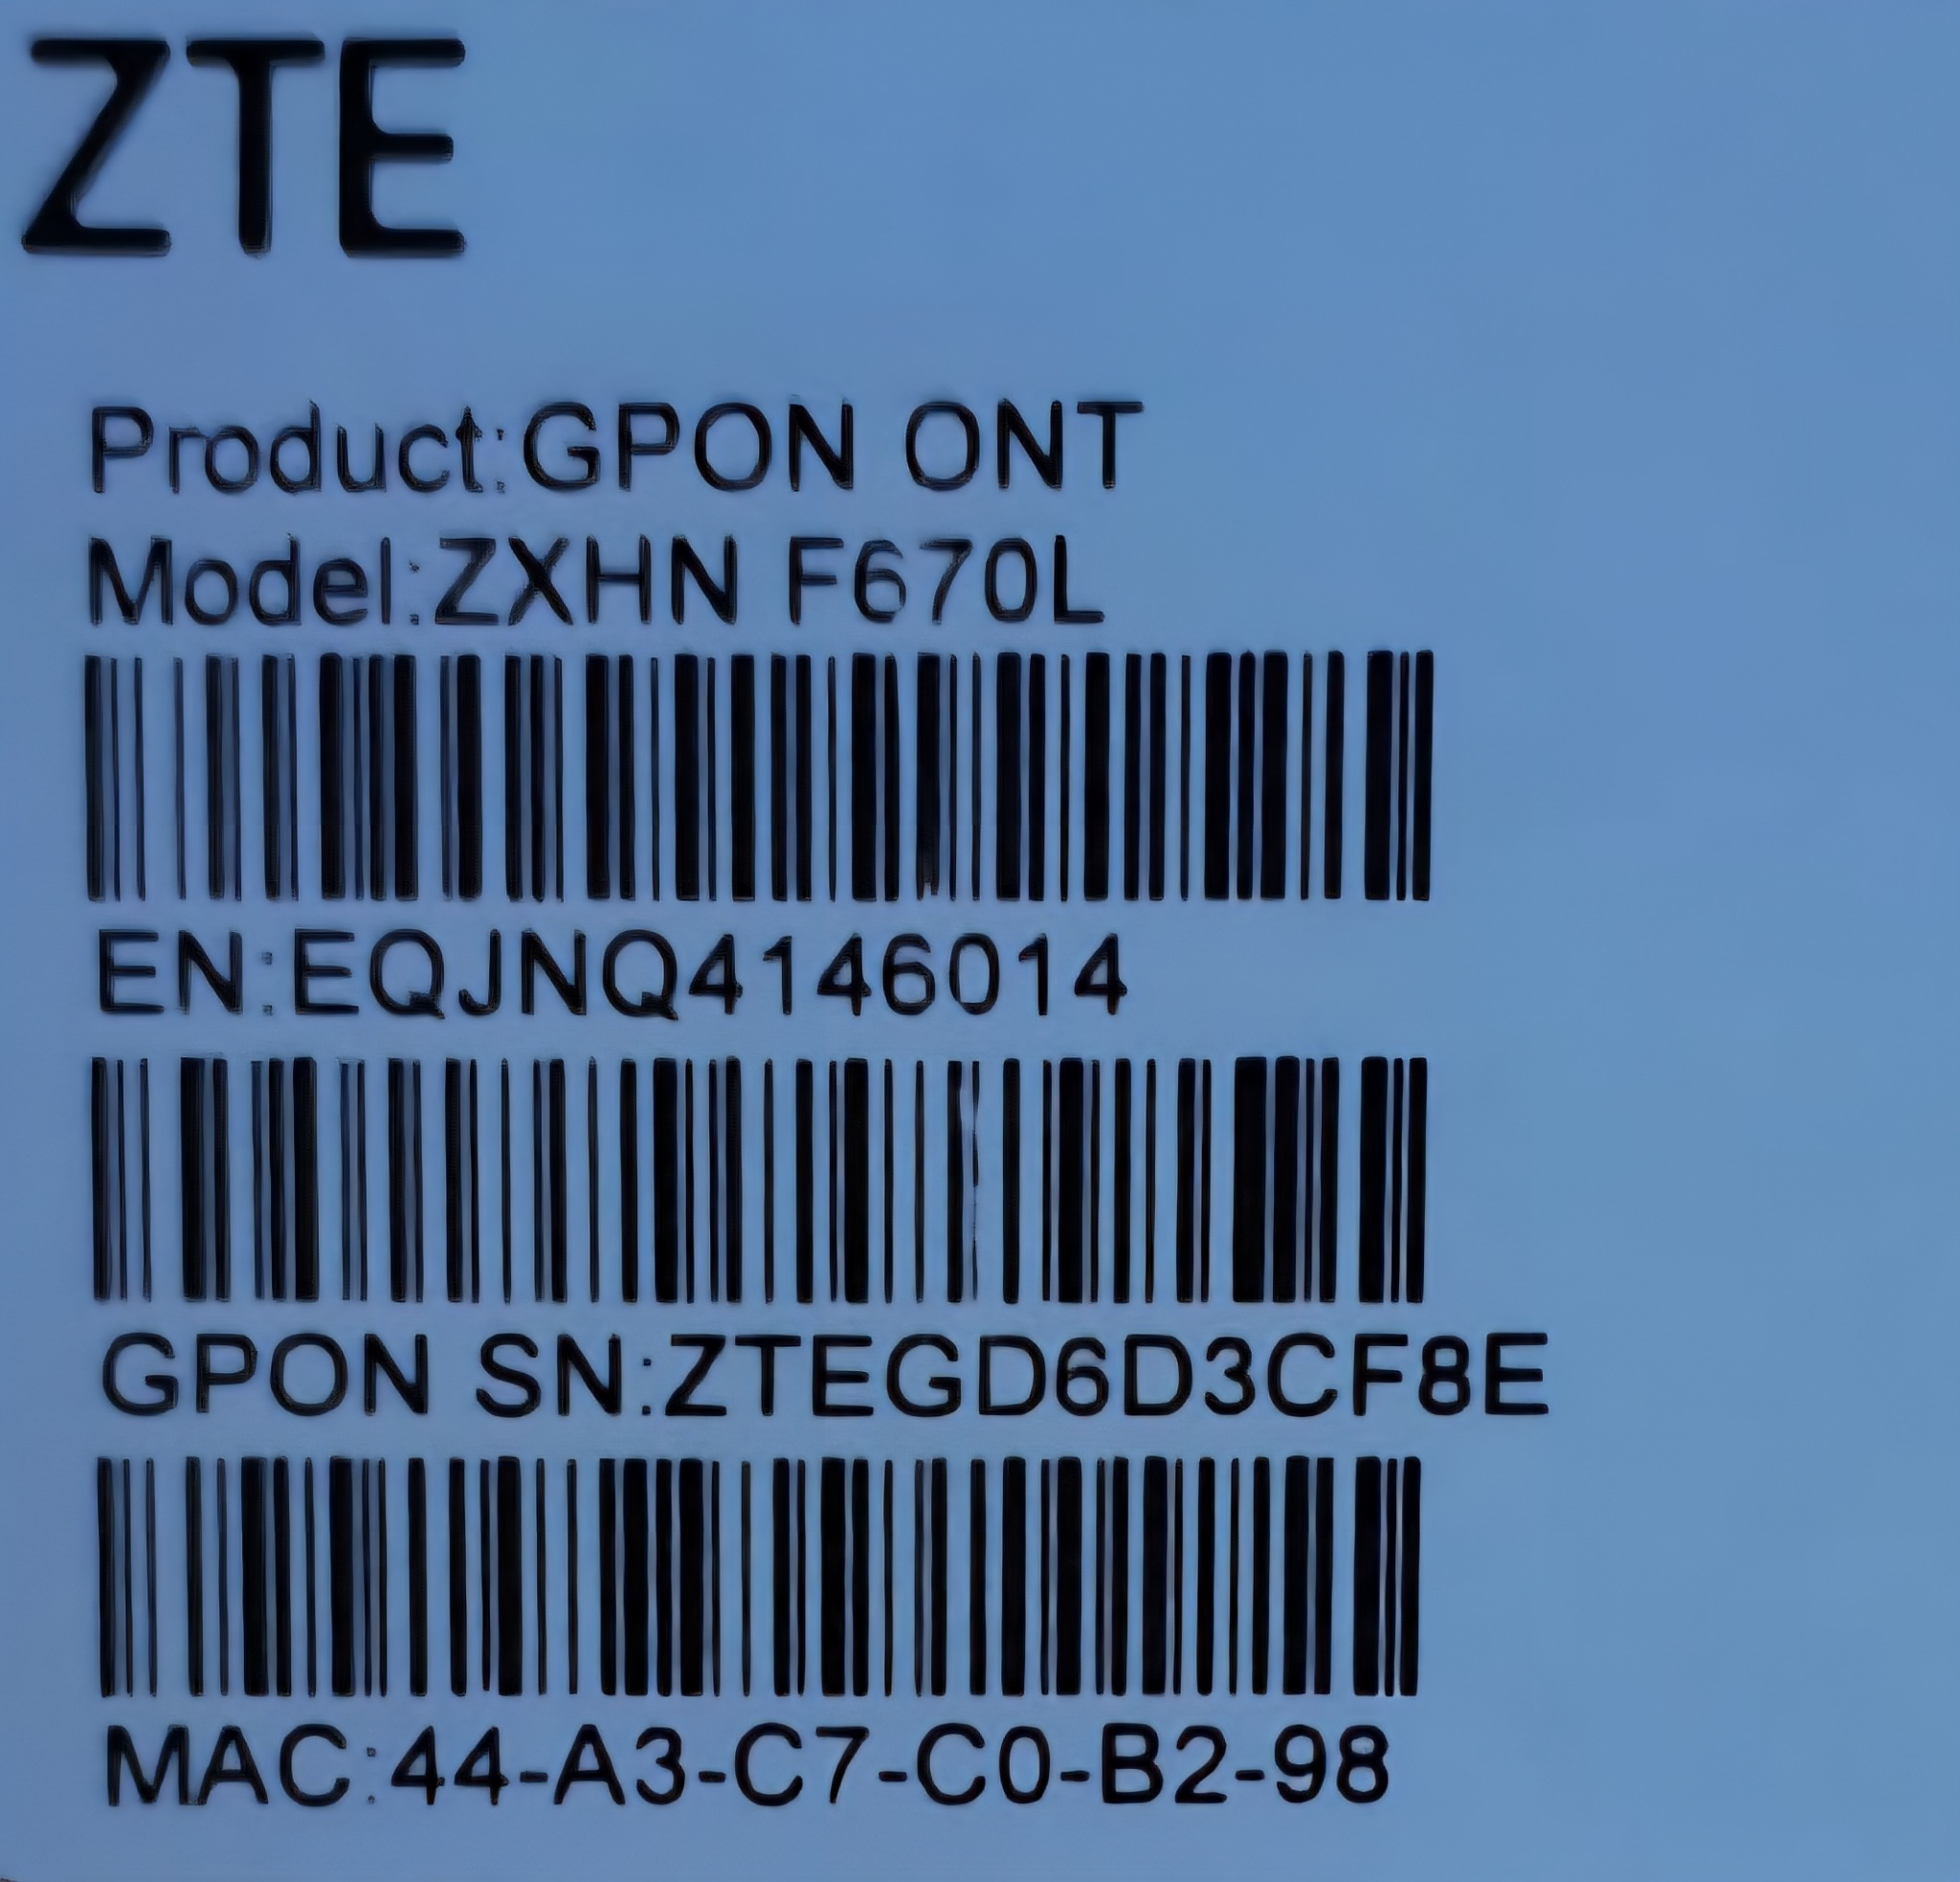 ZTE
Product:GPON ONT
Model:ZXHN F670L
EN:EQJNQ4146014
GPON SN:ZTEGD6D3CF8E
MAC:44-A3-C7-C0-B2-98